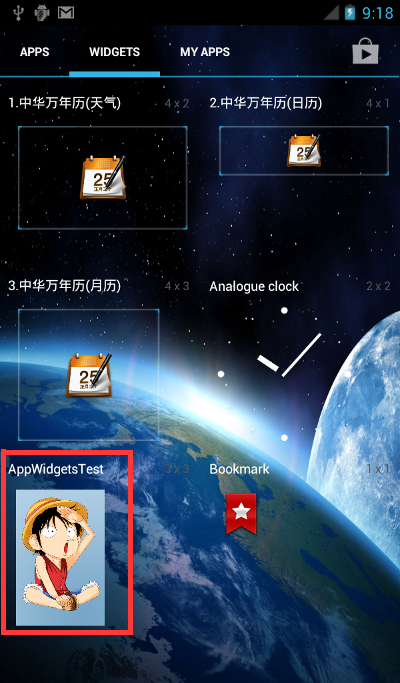 9:18
APPS WIDGETS MY APPS
1.中华万年历(天气) 4 x 2
2.中华万年历(日历) 4 x 1
25
25
3.中华万年历(月历) 4 x 3
Analogue clock 2 x 2
25
AppWidgetsTest 3 x 3
Bookmark 1 x 1